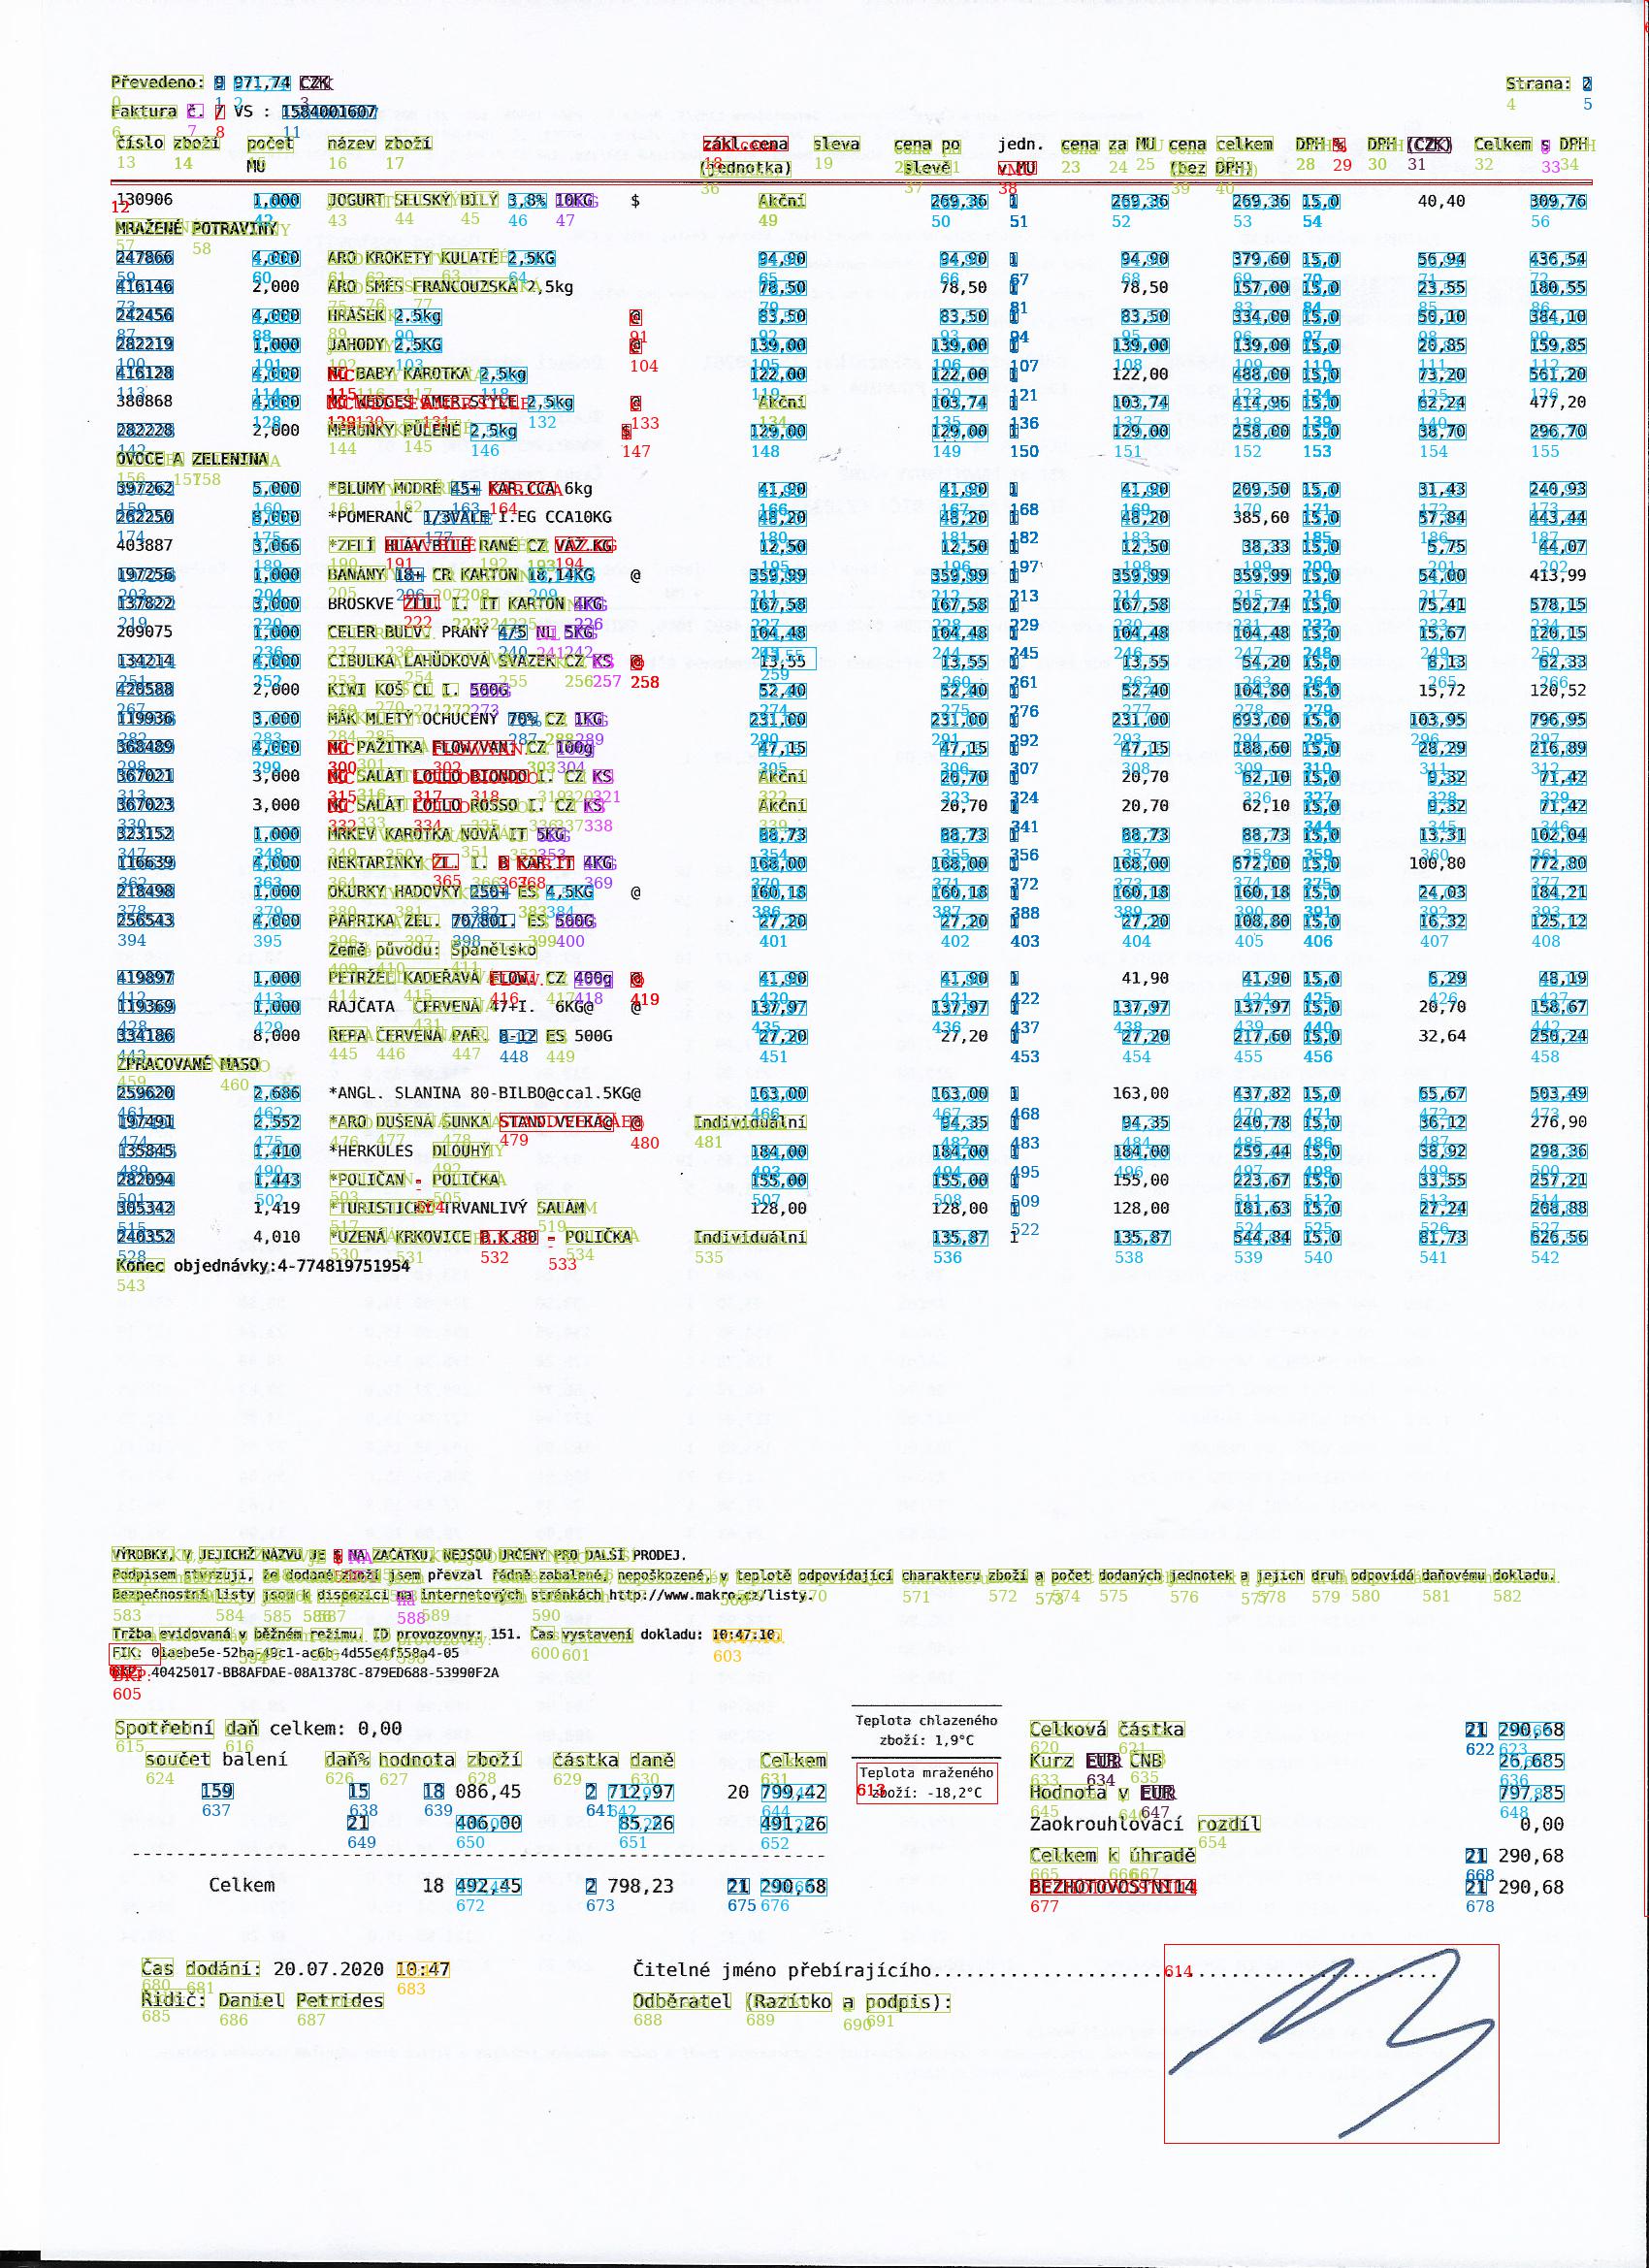 Převedeno: 9 971,74 CZK Strana: 2
Faktura č. / VS : 1584001607
číslo zboží počet název zboží zákl.cena sleva cena po jedn. cena za MU cena celkem DPH % DPH (CZK) Celkem s DPH
MU (jednotka) slevě v MU (bez DPH)
130906 1,000 JOGURT SELSKÝ BÍLÝ 3,8% 10KG $ Akční 269,36 1 269,36 269,36 15,0 40,40 309,76
MRAŽENÉ POTRAVINY
247866 4,000 ARO KROKETY KULATÉ 2,5KG 94,90 94,90 1 94,90 379,60 15,0 56,94 436,54
416146 2,000 ARO SMĚS FRANCOUZSKÁ 2,5kg 78,50 78,50 1 78,50 157,00 15,0 23,55 180,55
242456 4,000 HRÁŠEK 2,5kg @ 83,50 83,50 1 83,50 334,00 15,0 50,10 384,10
282219 1,000 JAHODY 2,5KG @ 139,00 139,00 1 139,00 139,00 15,0 20,85 159,85
416128 4,000 MC BABY KAROTKA 2,5kg 122,00 122,00 1 122,00 488,00 15,0 73,20 561,20
380868 4,000 MC WEDGES AMER.STYLE 2,5kg @ Akční 103,74 1 103,74 414,96 15,0 62,24 477,20
282228 2,000 MERUŇKY PŮLENÉ 2,5kg $ 129,00 129,00 1 129,00 258,00 15,0 38,70 296,70
OVOCE A ZELENINA
397262 5,000 *BLUMY MODRÉ 45+ KAR.CCA 6kg 41,90 41,90 1 41,90 209,50 15,0 31,43 240,93
262250 8,000 *POMERANČ 1/3VALE I.EG CCA10KG 48,20 48,20 1 48,20 385,60 15,0 57,84 443,44
403887 3,066 *ZELÍ HLÁV.BÍLÉ RANÉ CZ VÁŽ.KG 12,50 12,50 1 12,50 38,33 15,0 5,75 44,07
197256 1,000 BANÁNY 18+ CR KARTON 18,14KG @ 359,99 359,99 1 359,99 359,99 15,0 54,00 413,99
137822 3,000 BROSKVE ŽLU. I. IT KARTON 4KG 167,58 167,58 1 167,58 502,74 15,0 75,41 578,15
209075 1,000 CELER BULV. PRANÝ 4/5 NL 5KG 104,48 104,48 1 104,48 104,48 15,0 15,67 120,15
134214 4,000 CIBULKA LAHŮDKOVÁ SVAZEK CZ KS @ 13,55 13,55 1 13,55 54,20 15,0 8,13 62,33
420588 2,000 KIWI KOŠ CL I. 500G 52,40 52,40 1 52,40 104,80 15,0 15,72 120,52
119936 3,000 MÁK MLETÝ OCHUCENÝ 70% CZ 1KG 231,00 231,00 1 231,00 693,00 15,0 103,95 796,95
368489 4,000 MC PAŽITKA FLOW/VAN. CZ 100g 47,15 47,15 1 47,15 188,60 15,0 28,29 216,89
367021 3,000 MC SALÁT LOLLO BIONDO I. CZ KS Akční 20,70 1 20,70 62,10 15,0 9,32 71,42
367023 3,000 MC SALÁT LOLLO ROSSO I. CZ KS Akční 20,70 1 20,70 62,10 15,0 9,32 71,42
323152 1,000 MRKEV KAROTKA NOVÁ IT 5KG 88,73 88,73 1 88,73 88,73 15,0 13,31 102,04
116639 4,000 NEKTARINKY ŽL. I. B KAR.IT 4KG 168,00 168,00 1 168,00 672,00 15,0 100,80 772,80
218498 1,000 OKURKY HADOVKY 250+ ES 4,5KG @ 160,18 160,18 1 160,18 160,18 15,0 24,03 184,21
256543 4,000 PAPRIKA ZEL. 70/80I. ES 500G 27,20 27,20 1 27,20 108,80 15,0 16,32 125,12
Země původu: Španělsko
419897 1,000 PETRŽEL KADEŘAVÁ FLOW. CZ 400g @ 41,90 41,90 1 41,90 41,90 15,0 6,29 48,19
119369 1,000 RAJČATA ČERVENÁ 47+I. 6KG@ @ 137,97 137,97 1 137,97 137,97 15,0 20,70 158,67
334186 8,000 ŘEPA ČERVENÁ PAR. 8-12 ES 500G 27,20 27,20 1 27,20 217,60 15,0 32,64 250,24
ZPRACOVANÉ MASO
259620 2,686 *ANGL. SLANINA 80-BILBO@cca1.5KG@ 163,00 163,00 1 163,00 437,82 15,0 65,67 503,49
197491 2,552 *ARO DUŠENÁ ŠUNKA STAND.VELKÁ@ @ Individuální 94,35 1 94,35 240,78 15,0 36,12 276,90
135845 1,410 *HERKULES DLOUHÝ 184,00 184,00 1 184,00 259,44 15,0 38,92 298,36
282094 1,443 *POLIČAN - POLIČKA 155,00 155,00 1 155,00 223,67 15,0 33,55 257,21
305342 1,419 *TURISTICKÝ TRVANLIVÝ SALÁM 128,00 128,00 1 128,00 181,63 15,0 27,24 208,88
240352 4,010 *UZENÁ KRKOVICE B.K.80 - POLIČKA Individuální 135,87 1 135,87 544,84 15,0 81,73 626,56
Konec objednávky:4-774819751954
VÝROBKY, V JEJICHŽ NÁZVU JE $ NA ZAČÁTKU, NEJSOU URČENY PRO DALŠÍ PRODEJ.
Podpisem stvrzuji, že dodané zboží jsem převzal řádně zabalené, nepoškozené, v teplotě odpovídající charakteru zboží a počet dodaných jednotek a jejich druh odpovídá daňovému dokladu.
Bezpečnostní listy jsou k dispozici na internetových stránkách http://www.makro.cz/listy.
Tržba evidovaná v běžném režimu. ID provozovny: 151. Čas vystavení dokladu: 10:47:10.
FIK: 01aebe5e-52ba-49c1-ac6b-4d55e4f558a4-05
BKP: 40425017-BB8AFDAE-08A1378C-879ED688-53990F2A
Spotřební daň celkem: 0,00
součet balení daň% hodnota zboží částka daně Celkem
159 15 18 086,45 2 712,97 20 799,42
21 406,00 85,26 491,26
Celkem 18 492,45 2 798,23 21 290,68
Teplota chlazeného
zboží: 1,9°C
Teplota mraženého
zboží: -18,2°C
Celková částka 21 290,68
Kurz EUR ČNB 26,685
Hodnota v EUR 797,85
Zaokrouhlovací rozdíl 0,00
Celkem k úhradě 21 290,68
BEZHOTOVOSTNI14 21 290,68
Čas dodání: 20.07.2020 10:47 Čitelné jméno přebírajícího
Řidič: Daniel Petrides Odběratel (Razítko a podpis):